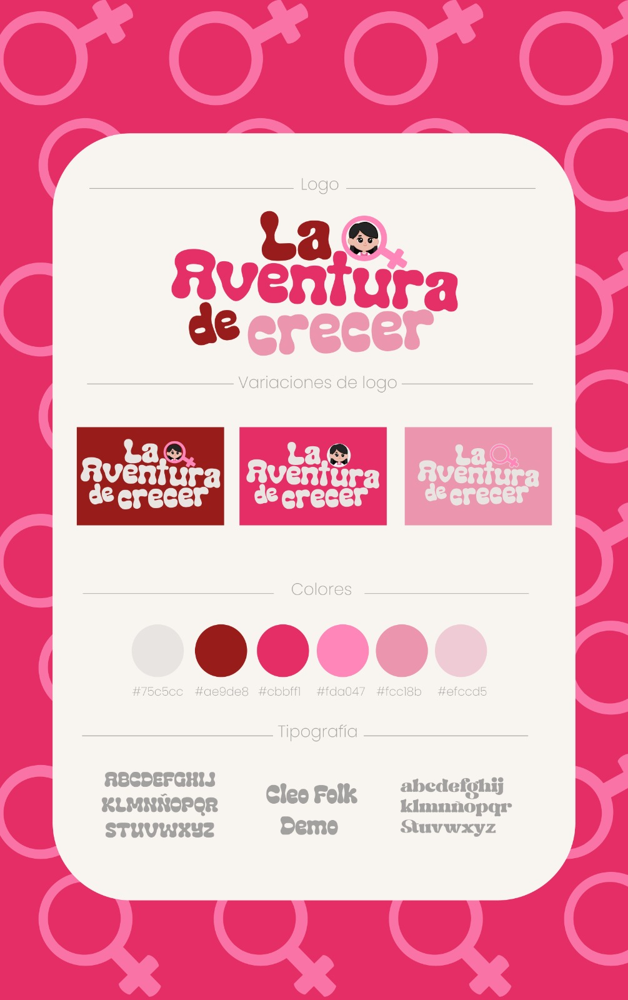 Logo
La
Aventura
de crecer
Variaciones de logo
La
Aventura
de crecer
La
Aventura
de crecer
La
Aventura
de crecer
Colores
#75c5cc #ae9de8 #cbbff1 #fda047 #fcc18b #efccd5
Tipografía
ABCDEFGHIJ
KLMNÑOPQR
STUVWXYZ
Cleo Folk
Demo
abcdefghij
klmnñopqr
Stuvwxyz